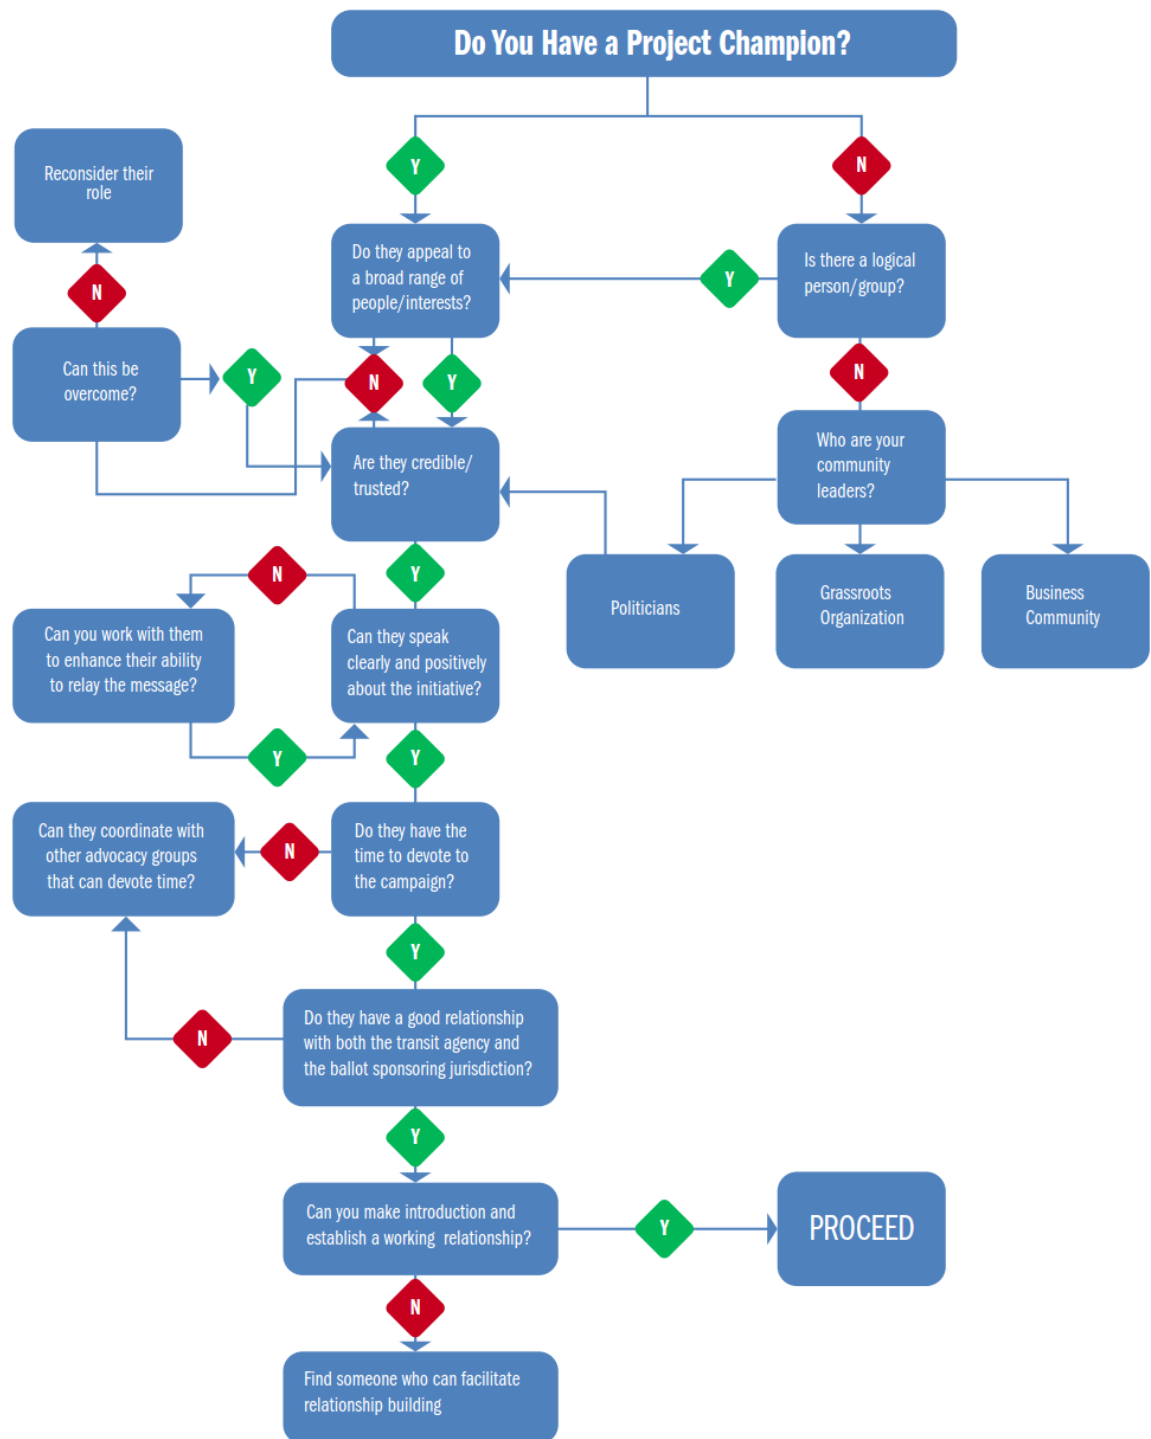 Do You Have a Project Champion?
Y
N
Reconsider their
role
Do they appeal to
a broad range of
people/interests?
Y
Is there a logical
person/group?
N
Can this be
overcome?
Y
N
Y
N
Are they credible/
trusted?
Who are your
community
leaders?
N
Y
Politicians
Grassroots
Organization
Business
Community
Can you work with them
to enhance their ability
to relay the message?
Can they speak
clearly and positively
about the initiative?
Y
Y
Can they coordinate with
other advocacy groups
that can devote time?
N
Do they have the
time to devote to
the campaign?
Y
N
Do they have a good relationship
with both the transit agency and
the ballot sponsoring jurisdiction?
Y
Can you make introduction and
establish a working relationship?
Y
PROCEED
N
Find someone who can facilitate
relationship building